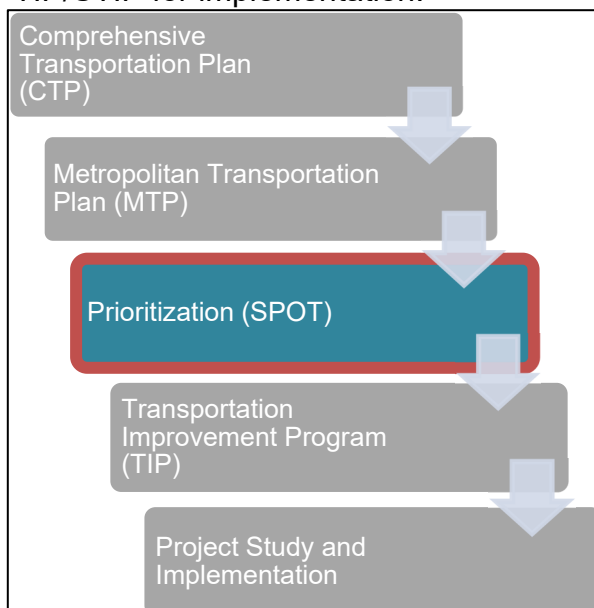 Comprehensive
Transportation Plan
(CTP)
Metropolitan Transportation
Plan (MTP)
Prioritization (SPOT)
Transportation
Improvement Program
(TIP)
Project Study and
Implementation